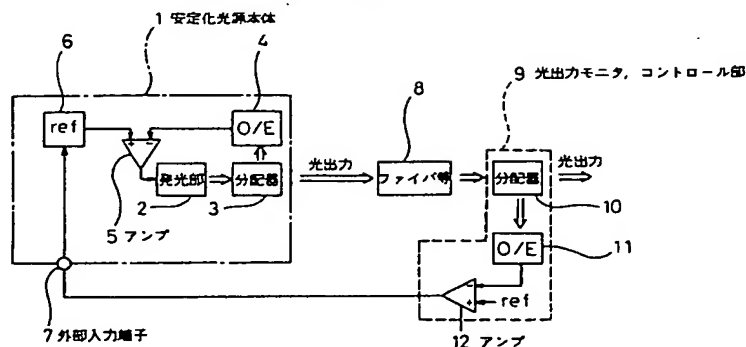 1 安定化光源本体
6
4
9 光出力モニタ, コントロール部
8
ref
O/E
光出力
ファイバ等
分配器
光出力
発光部
分配器
2
3
10
5 アンプ
O/E
11
ref
7 外部入力端子
12 アンプ